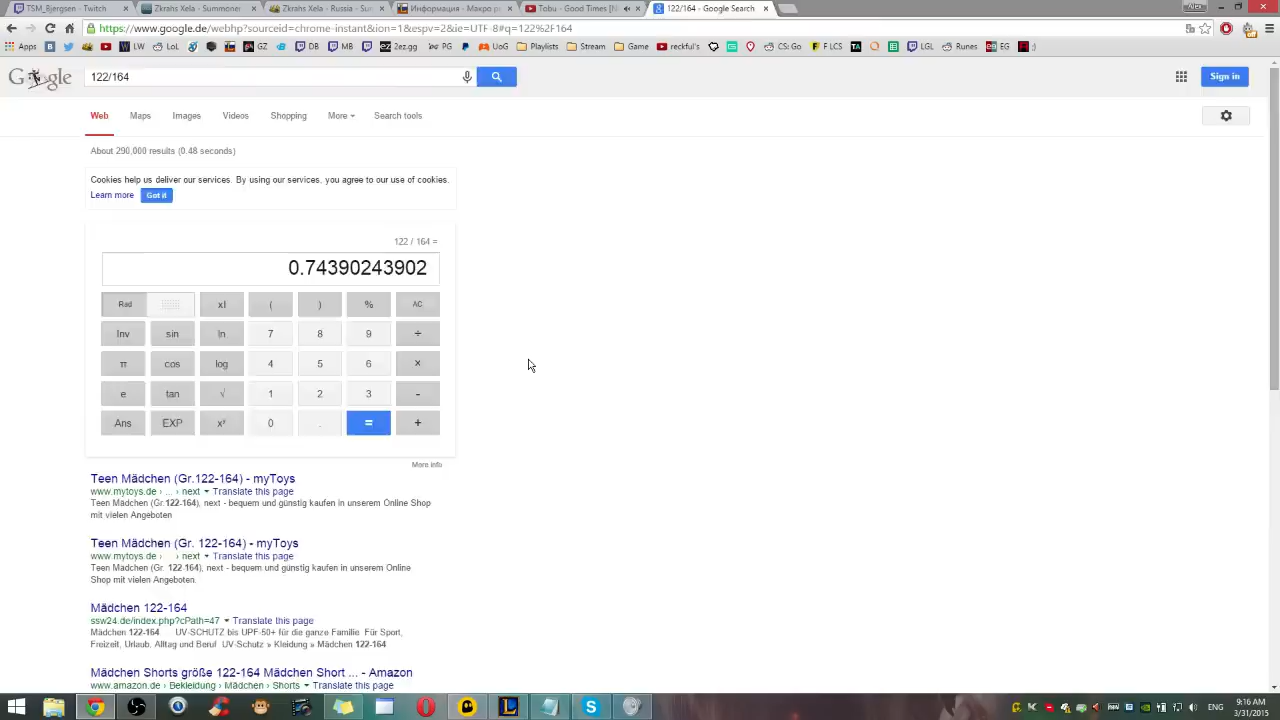 TSM_Bjergsen - Twitch
Zkrahs Xela - Summoner
Zkrahs Xela - Russia - Sum
Информация - Макро ро
Tobu - Good Times [N
122/164 - Google Search
https://www.google.de/webhp?sourceid=chrome-instant&ion=1&espv=2&ie=UTF-8#q=122%2F164
Apps
LW
LoL
GG
DB
MB
2ez.gg
PG
UoG
Playlists
Stream
Game
reckful's
CS:Go
F LCS
LGL
Runes
EG
:)
Google
122/164
Sign in
Web
Maps
Images
Videos
Shopping
More
Search tools
About 290,000 results (0.48 seconds)
Cookies help us deliver our services. By using our services, you agree to our use of cookies.
Learn more
Got it
122 / 164 =
0.74390243902
Rad
x!
(
)
%
AC
Inv
sin
ln
7
8
9
÷
π
cos
log
4
5
6
×
e
tan
√
1
2
3
-
Ans
EXP
xʸ
0
.
=
+
More info
Teen Mädchen (Gr.122-164) - myToys
www.mytoys.de › ... › next Translate this page
Teen Mädchen (Gr.122-164), next - bequem und günstig kaufen in unserem Online Shop
mit vielen Angeboten
Teen Mädchen (Gr. 122-164) - myToys
www.mytoys.de › › next Translate this page
Teen Mädchen (Gr. 122-164), next - bequem und günstig kaufen in unserem Online
Shop mit vielen Angeboten.
Mädchen 122-164
ssw24.de/index.php?cPath=47 Translate this page
Mädchen 122-164 UV-SCHUTZ bis UPF-50+ für die ganze Familie Für Sport,
Freizeit, Urlaub, Alltag und Beruf UV-Schutz » Kleidung » Mädchen 122-164
Mädchen Shorts größe 122-164 Mädchen Short ... - Amazon
www.amazon.de › Bekleidung › Mädchen › Shorts Translate this page
ENG
9:16 AM
3/31/2015